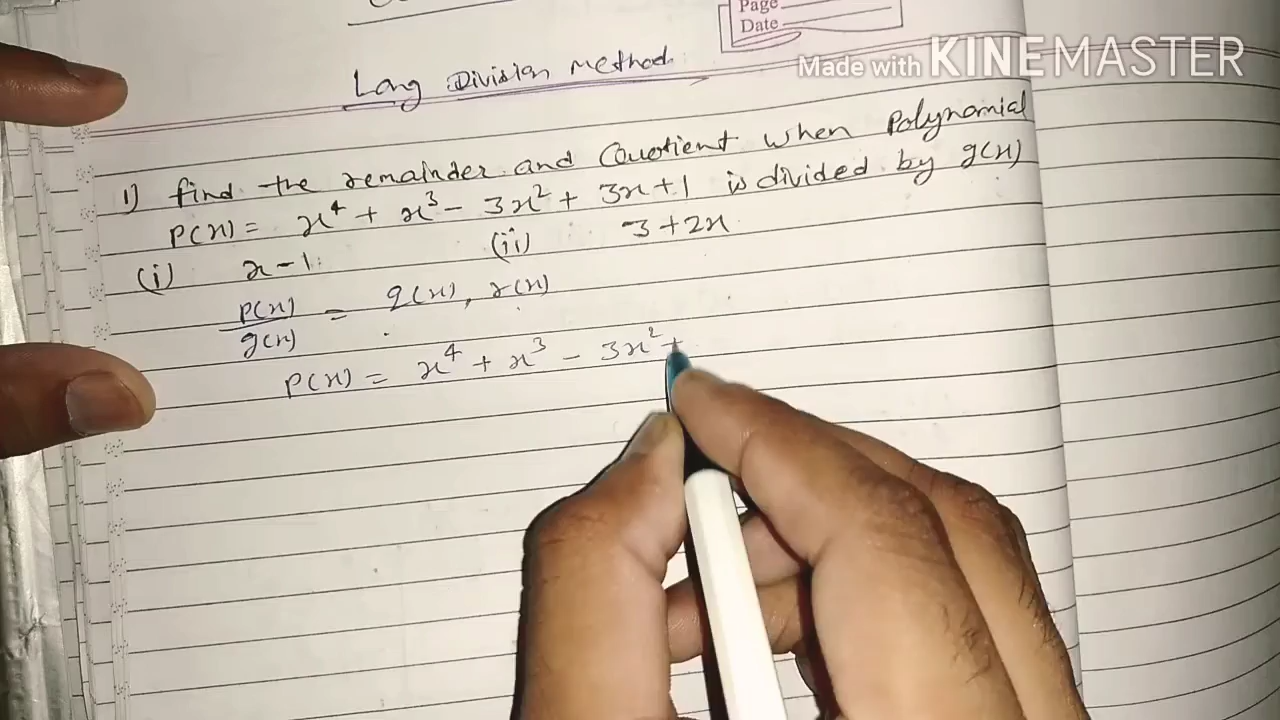 Page
Date
Made with KINEMASTER
Long Division Method
1) find the remainder and Quotient when Polynomial
P(x) = x⁴ + x³ - 3x² + 3x + 1 is divided by g(x)
(i) x - 1 (ii) 3 + 2x
p(x)/g(x) = q(x), r(x)
P(x) = x⁴ + x³ - 3x² +